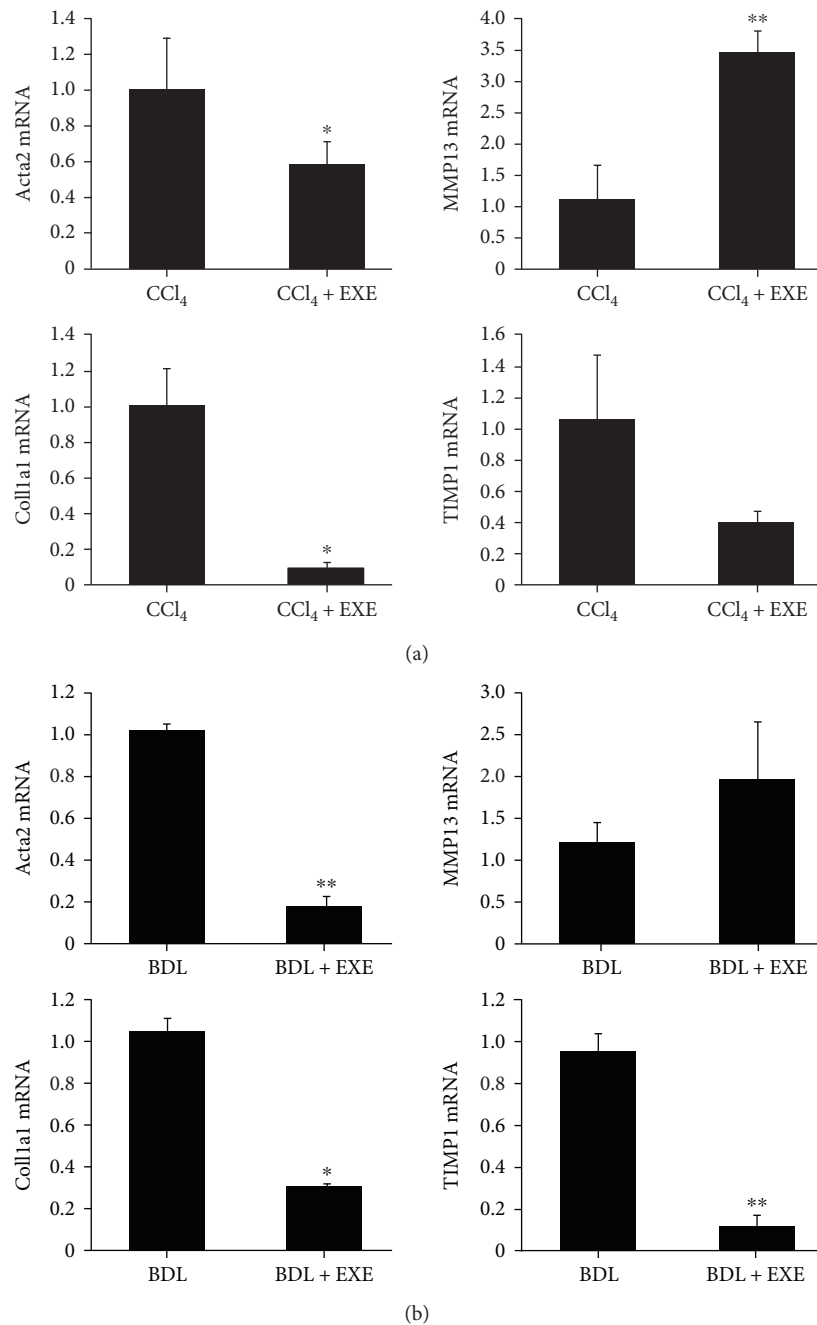 Acta2 mRNA
1.4
1.2
1.0
0.8
0.6
0.4
0.2
0
*
CCl₄
CCl₄ + EXE
MMP13 mRNA
4.0
3.5
3.0
2.5
2.0
1.5
1.0
0.5
0
**
CCl₄
CCl₄ + EXE
Coll1a1 mRNA
1.4
1.2
1.0
0.8
0.6
0.4
0.2
0
*
CCl₄
CCl₄ + EXE
TIMP1 mRNA
1.6
1.4
1.2
1.0
0.8
0.6
0.4
0.2
0
CCl₄
CCl₄ + EXE
(a)
Acta2 mRNA
1.2
1.0
0.8
0.6
0.4
0.2
0
**
BDL
BDL + EXE
MMP13 mRNA
3.0
2.5
2.0
1.5
1.0
0.5
0
BDL
BDL + EXE
Coll1a1 mRNA
1.2
1.0
0.8
0.6
0.4
0.2
0
*
BDL
BDL + EXE
TIMP1 mRNA
1.2
1.0
0.8
0.6
0.4
0.2
0
**
BDL
BDL + EXE
(b)